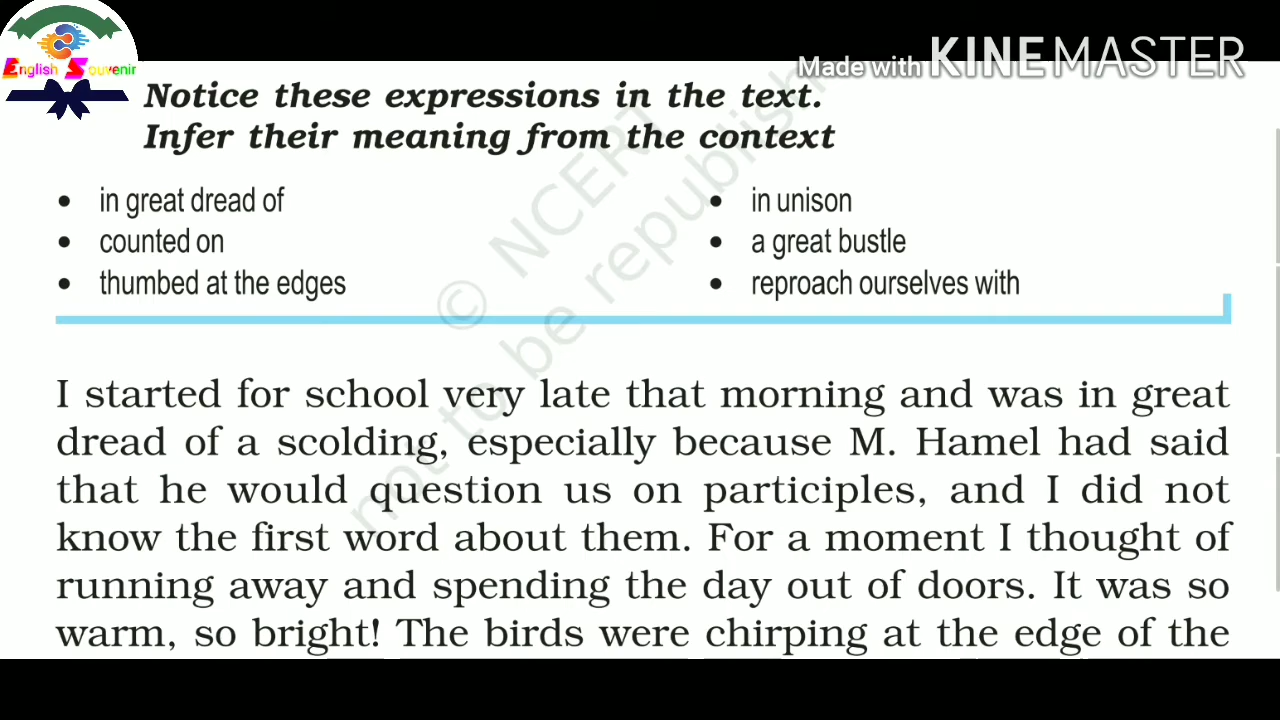 Made with KINEMASTER
English Souvenir
Notice these expressions in the text.
Infer their meaning from the context
• in great dread of
• counted on
• thumbed at the edges
• in unison
• a great bustle
• reproach ourselves with
© NCERT
not to be republish
I started for school very late that morning and was in great
dread of a scolding, especially because M. Hamel had said
that he would question us on participles, and I did not
know the first word about them. For a moment I thought of
running away and spending the day out of doors. It was so
warm, so bright! The birds were chirping at the edge of the